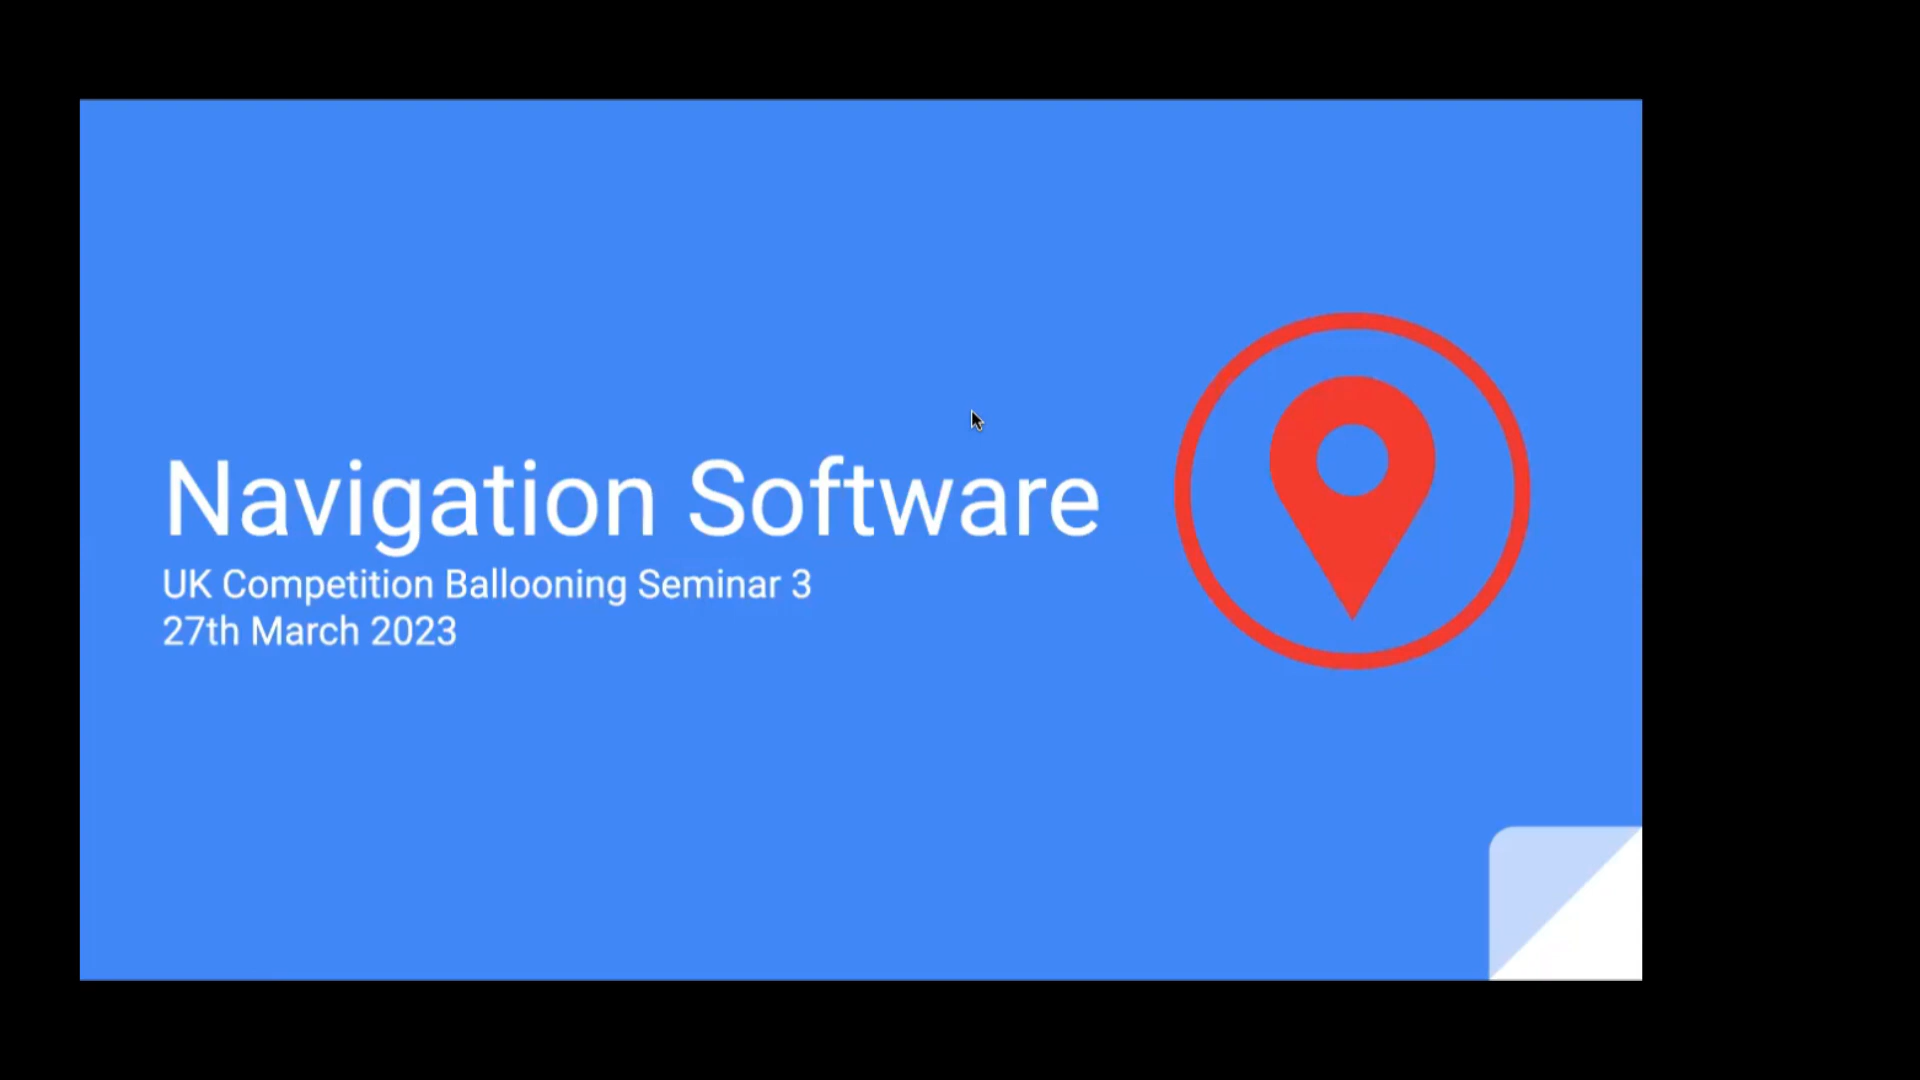 Navigation Software
UK Competition Ballooning Seminar 3
27th March 2023